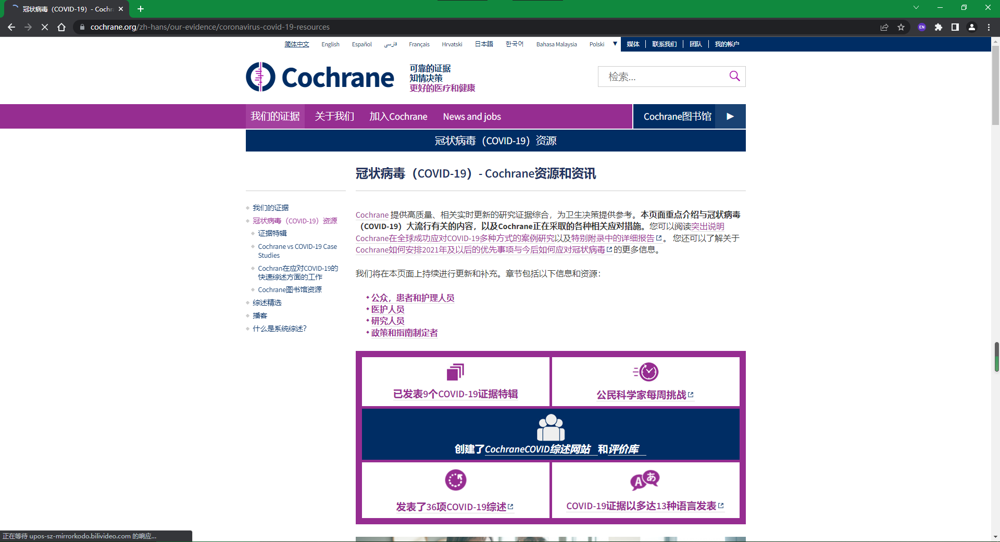 冠状病毒（COVID-19）- Cochr
cochrane.org/zh-hans/our-evidence/coronavirus-covid-19-resources
EN
简体中文 English Español فارسی Français Hrvatski 日本語 한국어 Bahasa Malaysia Polski ▼ 媒体 联系我们 团队 我的帐户
Cochrane
可靠的证据
知情决策
更好的医疗和健康
检索...
我们的证据 关于我们 加入Cochrane News and jobs Cochrane图书馆 ▶
冠状病毒（COVID-19）资源
冠状病毒（COVID-19）- Cochrane资源和资讯
我们的证据
冠状病毒（COVID-19）资源
证据特辑
Cochrane vs COVID-19 Case
Studies
Cochran在应对COVID-19的
快速综述方面的工作
Cochrane图书馆资源
综述精选
播客
什么是系统综述？
Cochrane 提供高质量、相关实时更新的研究证据综合，为卫生决策提供参考。本页面重点介绍与冠状病毒
（COVID-19）大流行有关的内容，以及Cochrane正在采取的各种相关应对措施。您可以阅读突出说明
Cochrane在全球成功应对COVID-19多种方式的案例研究以及特别附录中的详细报告。 您还可以了解关于
Cochrane如何安排2021年及以后的优先事项与今后如何应对冠状病毒的更多信息。
我们将在本页面上持续进行更新和补充。章节包括以下信息和资源：
公众，患者和护理人员
医护人员
研究人员
政策和指南制定者
已发表9个COVID-19证据特辑
公民科学家每周挑战
创建了CochraneCOVID综述网站 和评价库
A あ
发表了36项COVID-19综述
COVID-19证据以多达13种语言发表
正在等待 upos-sz-mirrorkodo.bilivideo.com 的响应...